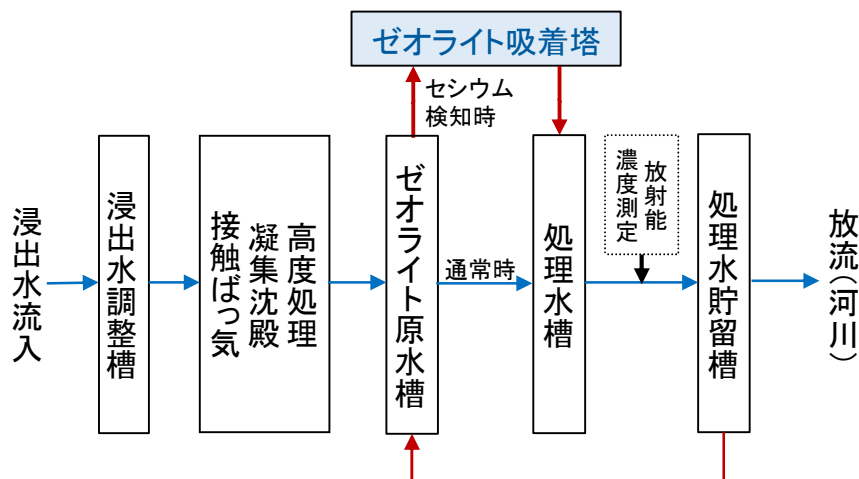 ゼオライト吸着塔
セシウム
検知時
浸出水流入
浸出水調整槽
高度処理
凝集沈殿
接触ばっ気
ゼオライト原水槽
通常時
処理水槽
放射能
濃度測定
処理水貯留槽
放流（河川）